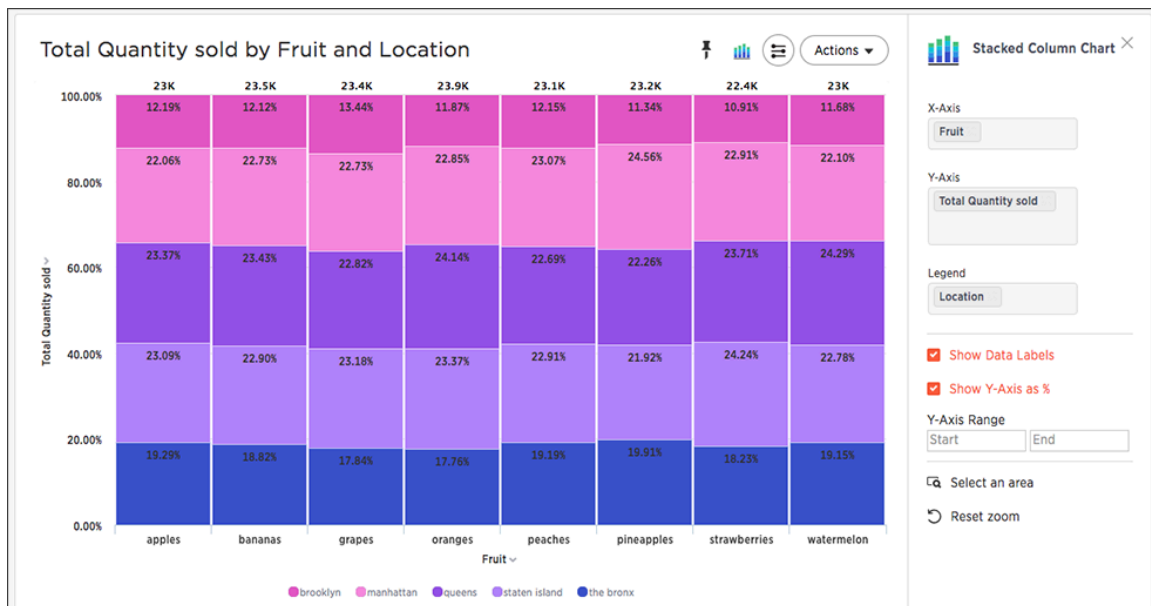 Total Quantity sold by Fruit and Location
Actions
23K 23.5K 23.4K 23.9K 23.1K 23.2K 22.4K 23K
100.00%
12.19% 12.12% 13.44% 11.87% 12.15% 11.34% 10.91% 11.68%
22.06% 22.73% 22.73% 22.85% 23.07% 24.56% 22.91% 22.10%
80.00%
23.37% 23.43% 22.82% 24.14% 22.69% 22.26% 23.71% 24.29%
60.00%
Total Quantity sold
40.00%
23.09% 22.90% 23.18% 23.37% 22.91% 21.92% 24.24% 22.78%
20.00%
19.29% 18.82% 17.84% 17.76% 19.19% 19.91% 18.23% 19.15%
0.00%
apples bananas grapes oranges peaches pineapples strawberries watermelon
Fruit
brooklyn manhattan queens staten island the bronx
Stacked Column Chart
X-Axis
Fruit
Y-Axis
Total Quantity sold
Legend
Location
Show Data Labels
Show Y-Axis as %
Y-Axis Range
Start End
Select an area
Reset zoom